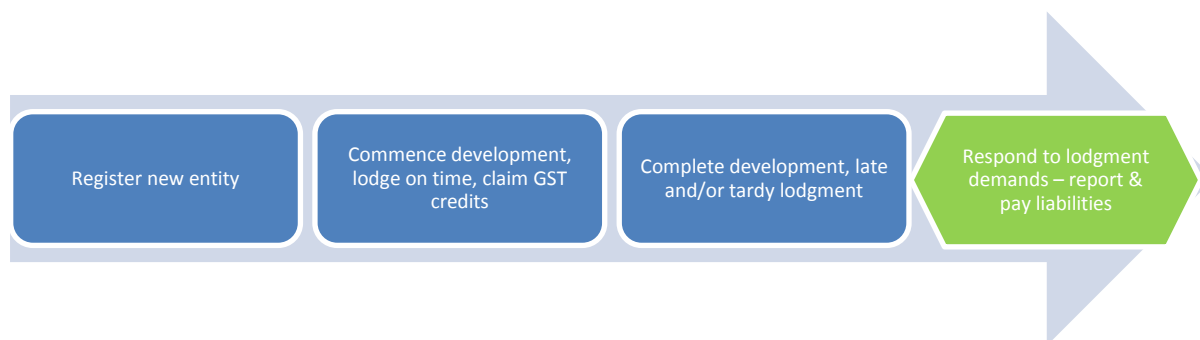 Register new entity
Commence development,
lodge on time, claim GST
credits
Complete development, late
and/or tardy lodgment
Respond to lodgment
demands – report &
pay liabilities